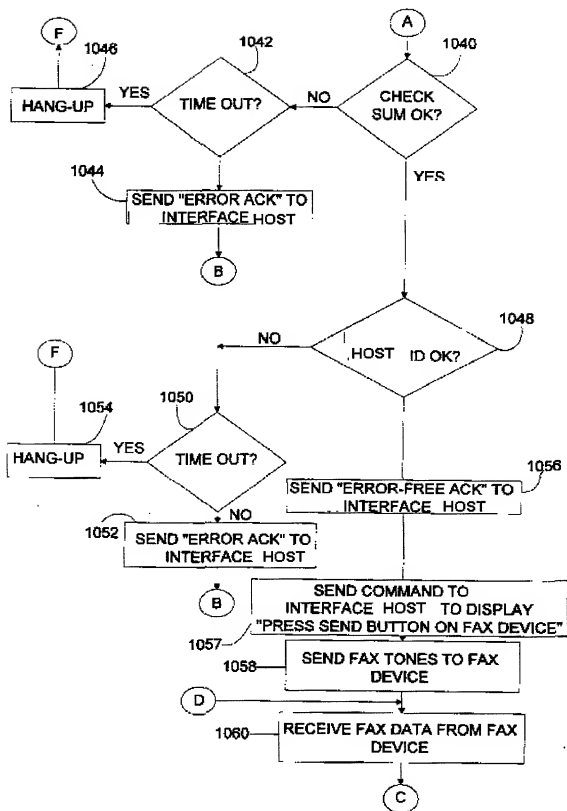 F
A
1046
1042
1040
HANG-UP
YES
TIME OUT?
NO
CHECK
SUM OK?
1044
YES
SEND "ERROR ACK" TO
INTERFACE HOST
B
NO
HOST ID OK?
1048
F
1050
1054
HANG-UP
YES
TIME OUT?
1056
SEND "ERROR-FREE ACK" TO
INTERFACE HOST
NO
1052
SEND "ERROR ACK" TO
INTERFACE HOST
B
SEND COMMAND TO
INTERFACE HOST TO DISPLAY
"PRESS SEND BUTTON ON FAX DEVICE"
1057
1058
SEND FAX TONES TO FAX
DEVICE
D
1060
RECEIVE FAX DATA FROM FAX
DEVICE
C